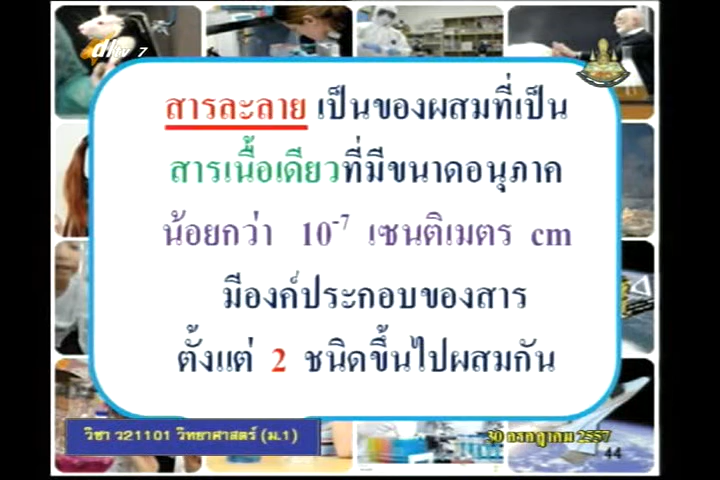 dltv 7
สารละลาย เป็นของผสมที่เป็น
สารเนื้อเดียวที่มีขนาดอนุภาค
น้อยกว่า 10⁻⁷ เซนติเมตร cm
มีองค์ประกอบของสาร
ตั้งแต่ 2 ชนิดขึ้นไปผสมกัน
วิชา ว21101 วิทยาศาสตร์ (ม.1)
30 กรกฎาคม 2557
44